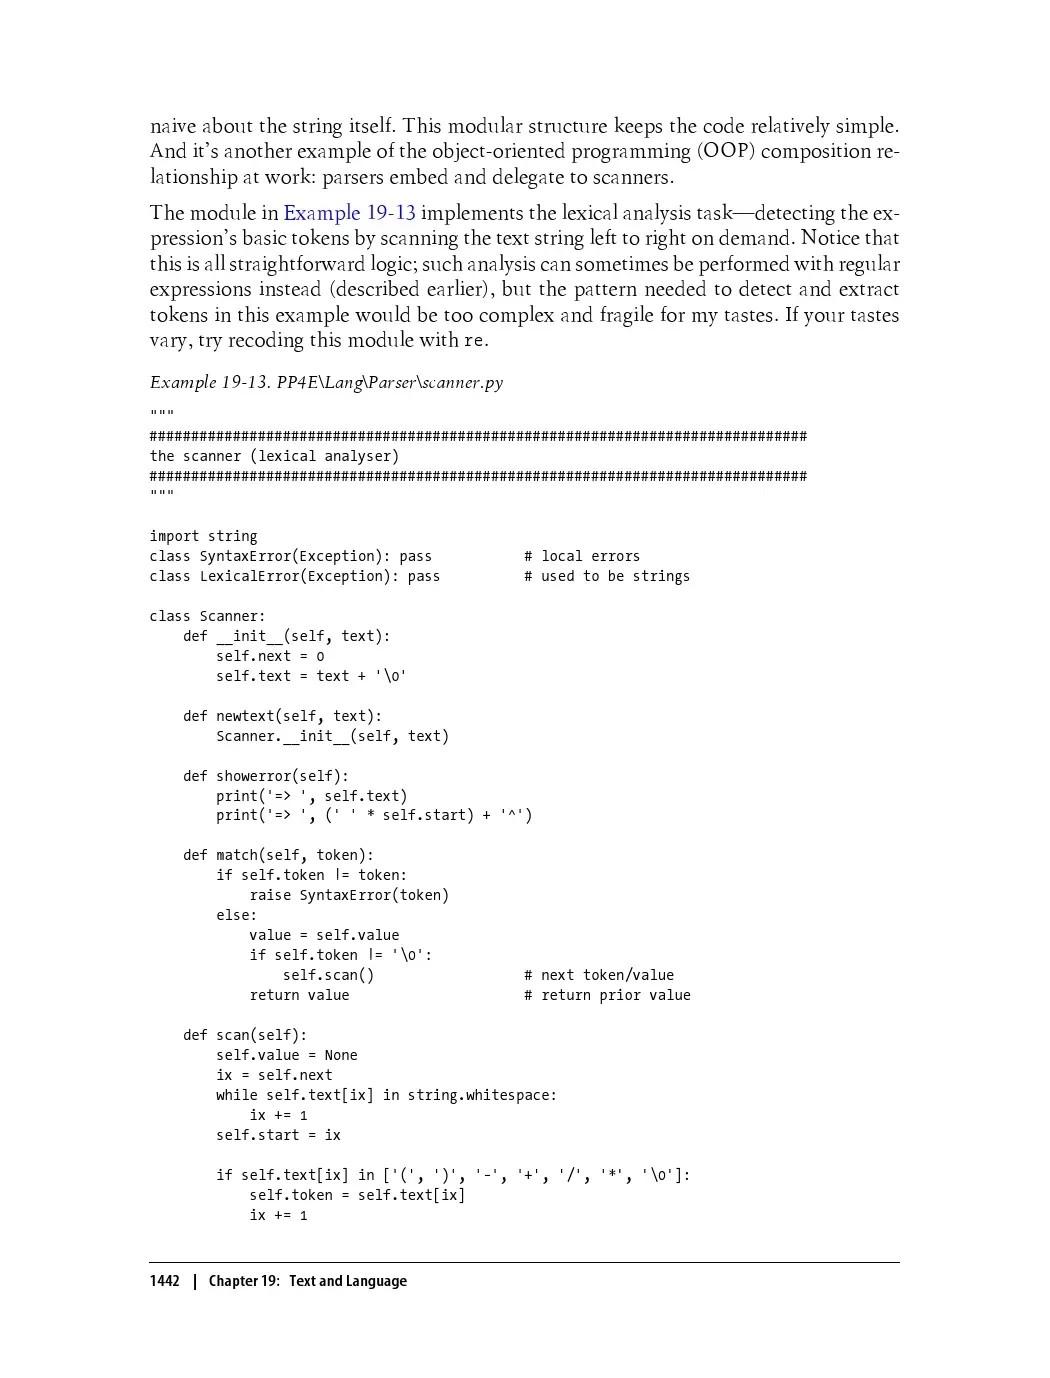 naive about the string itself. This modular structure keeps the code relatively simple.
And it's another example of the object-oriented programming (OOP) composition re-
lationship at work: parsers embed and delegate to scanners.
The module in Example 19-13 implements the lexical analysis task—detecting the ex-
pression's basic tokens by scanning the text string left to right on demand. Notice that
this is all straightforward logic; such analysis can sometimes be performed with regular
expressions instead (described earlier), but the pattern needed to detect and extract
tokens in this example would be too complex and fragile for my tastes. If your tastes
vary, try recoding this module with re.
Example 19-13. PP4E\Lang\Parser\scanner.py
"""
###############################################################################
the scanner (lexical analyser)
###############################################################################
"""
import string
class SyntaxError(Exception): pass           # local errors
class LexicalError(Exception): pass          # used to be strings
class Scanner:
    def __init__(self, text):
        self.next = 0
        self.text = text + '\0'
    def newtext(self, text):
        Scanner.__init__(self, text)
    def showerror(self):
        print('=> ', self.text)
        print('=> ', (' ' * self.start) + '^')
    def match(self, token):
        if self.token != token:
            raise SyntaxError(token)
        else:
            value = self.value
            if self.token != '\0':
                self.scan()                  # next token/value
            return value                     # return prior value
    def scan(self):
        self.value = None
        ix = self.next
        while self.text[ix] in string.whitespace:
            ix += 1
        self.start = ix
        if self.text[ix] in ['(', ')', '-', '+', '/', '*', '\0']:
            self.token = self.text[ix]
            ix += 1
1442 | Chapter 19: Text and Language